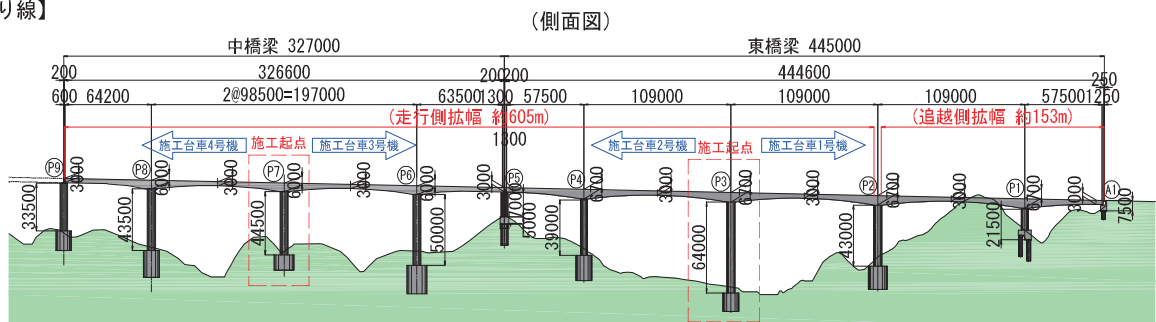 り線】
(側面図)
中橋梁 327000 東橋梁 445000
200 326600 200200 444600 250
600 64200 2@98500=197000 63500 1300 57500 109000 109000 109000 57500 1250
(走行側拡幅 約605m) (追越側拡幅 約153m)
1300
施工台車4号機 施工起点 施工台車3号機 施工台車2号機 施工起点 施工台車1号機
P9 P8 P7 P6 P5 P4 P3 P2 P1 A1
3000 6000 3000 6000 3000 6000 3000 6700 3000 6700 3000 6700 3000 6700 3000
33500 43500 44500 50000 17000 5000 39000 64000 43000 21500 7500